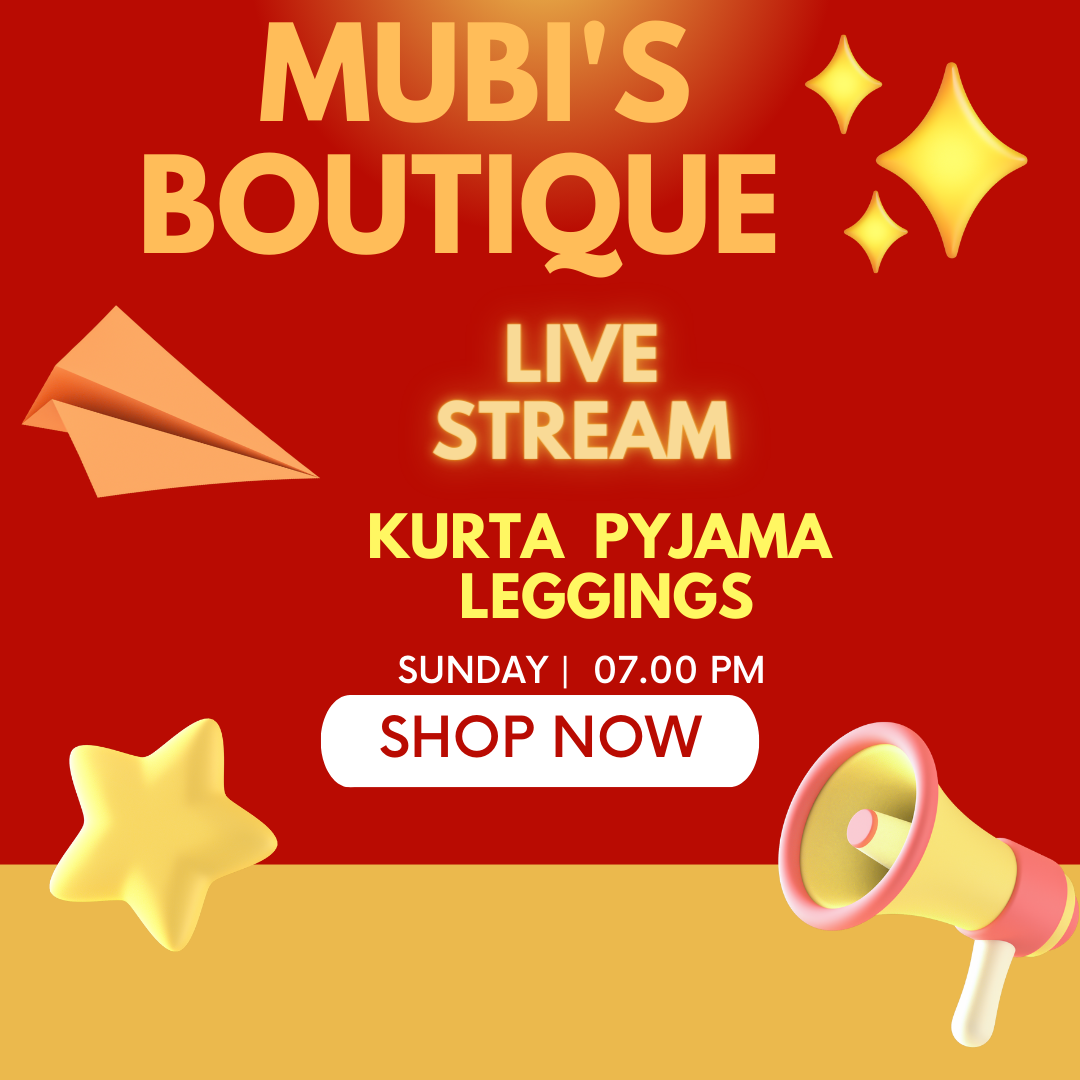 MUBI'S
BOUTIQUE
LIVE
STREAM
KURTA PYJAMA
LEGGINGS
SUNDAY | 07.00 PM
SHOP NOW